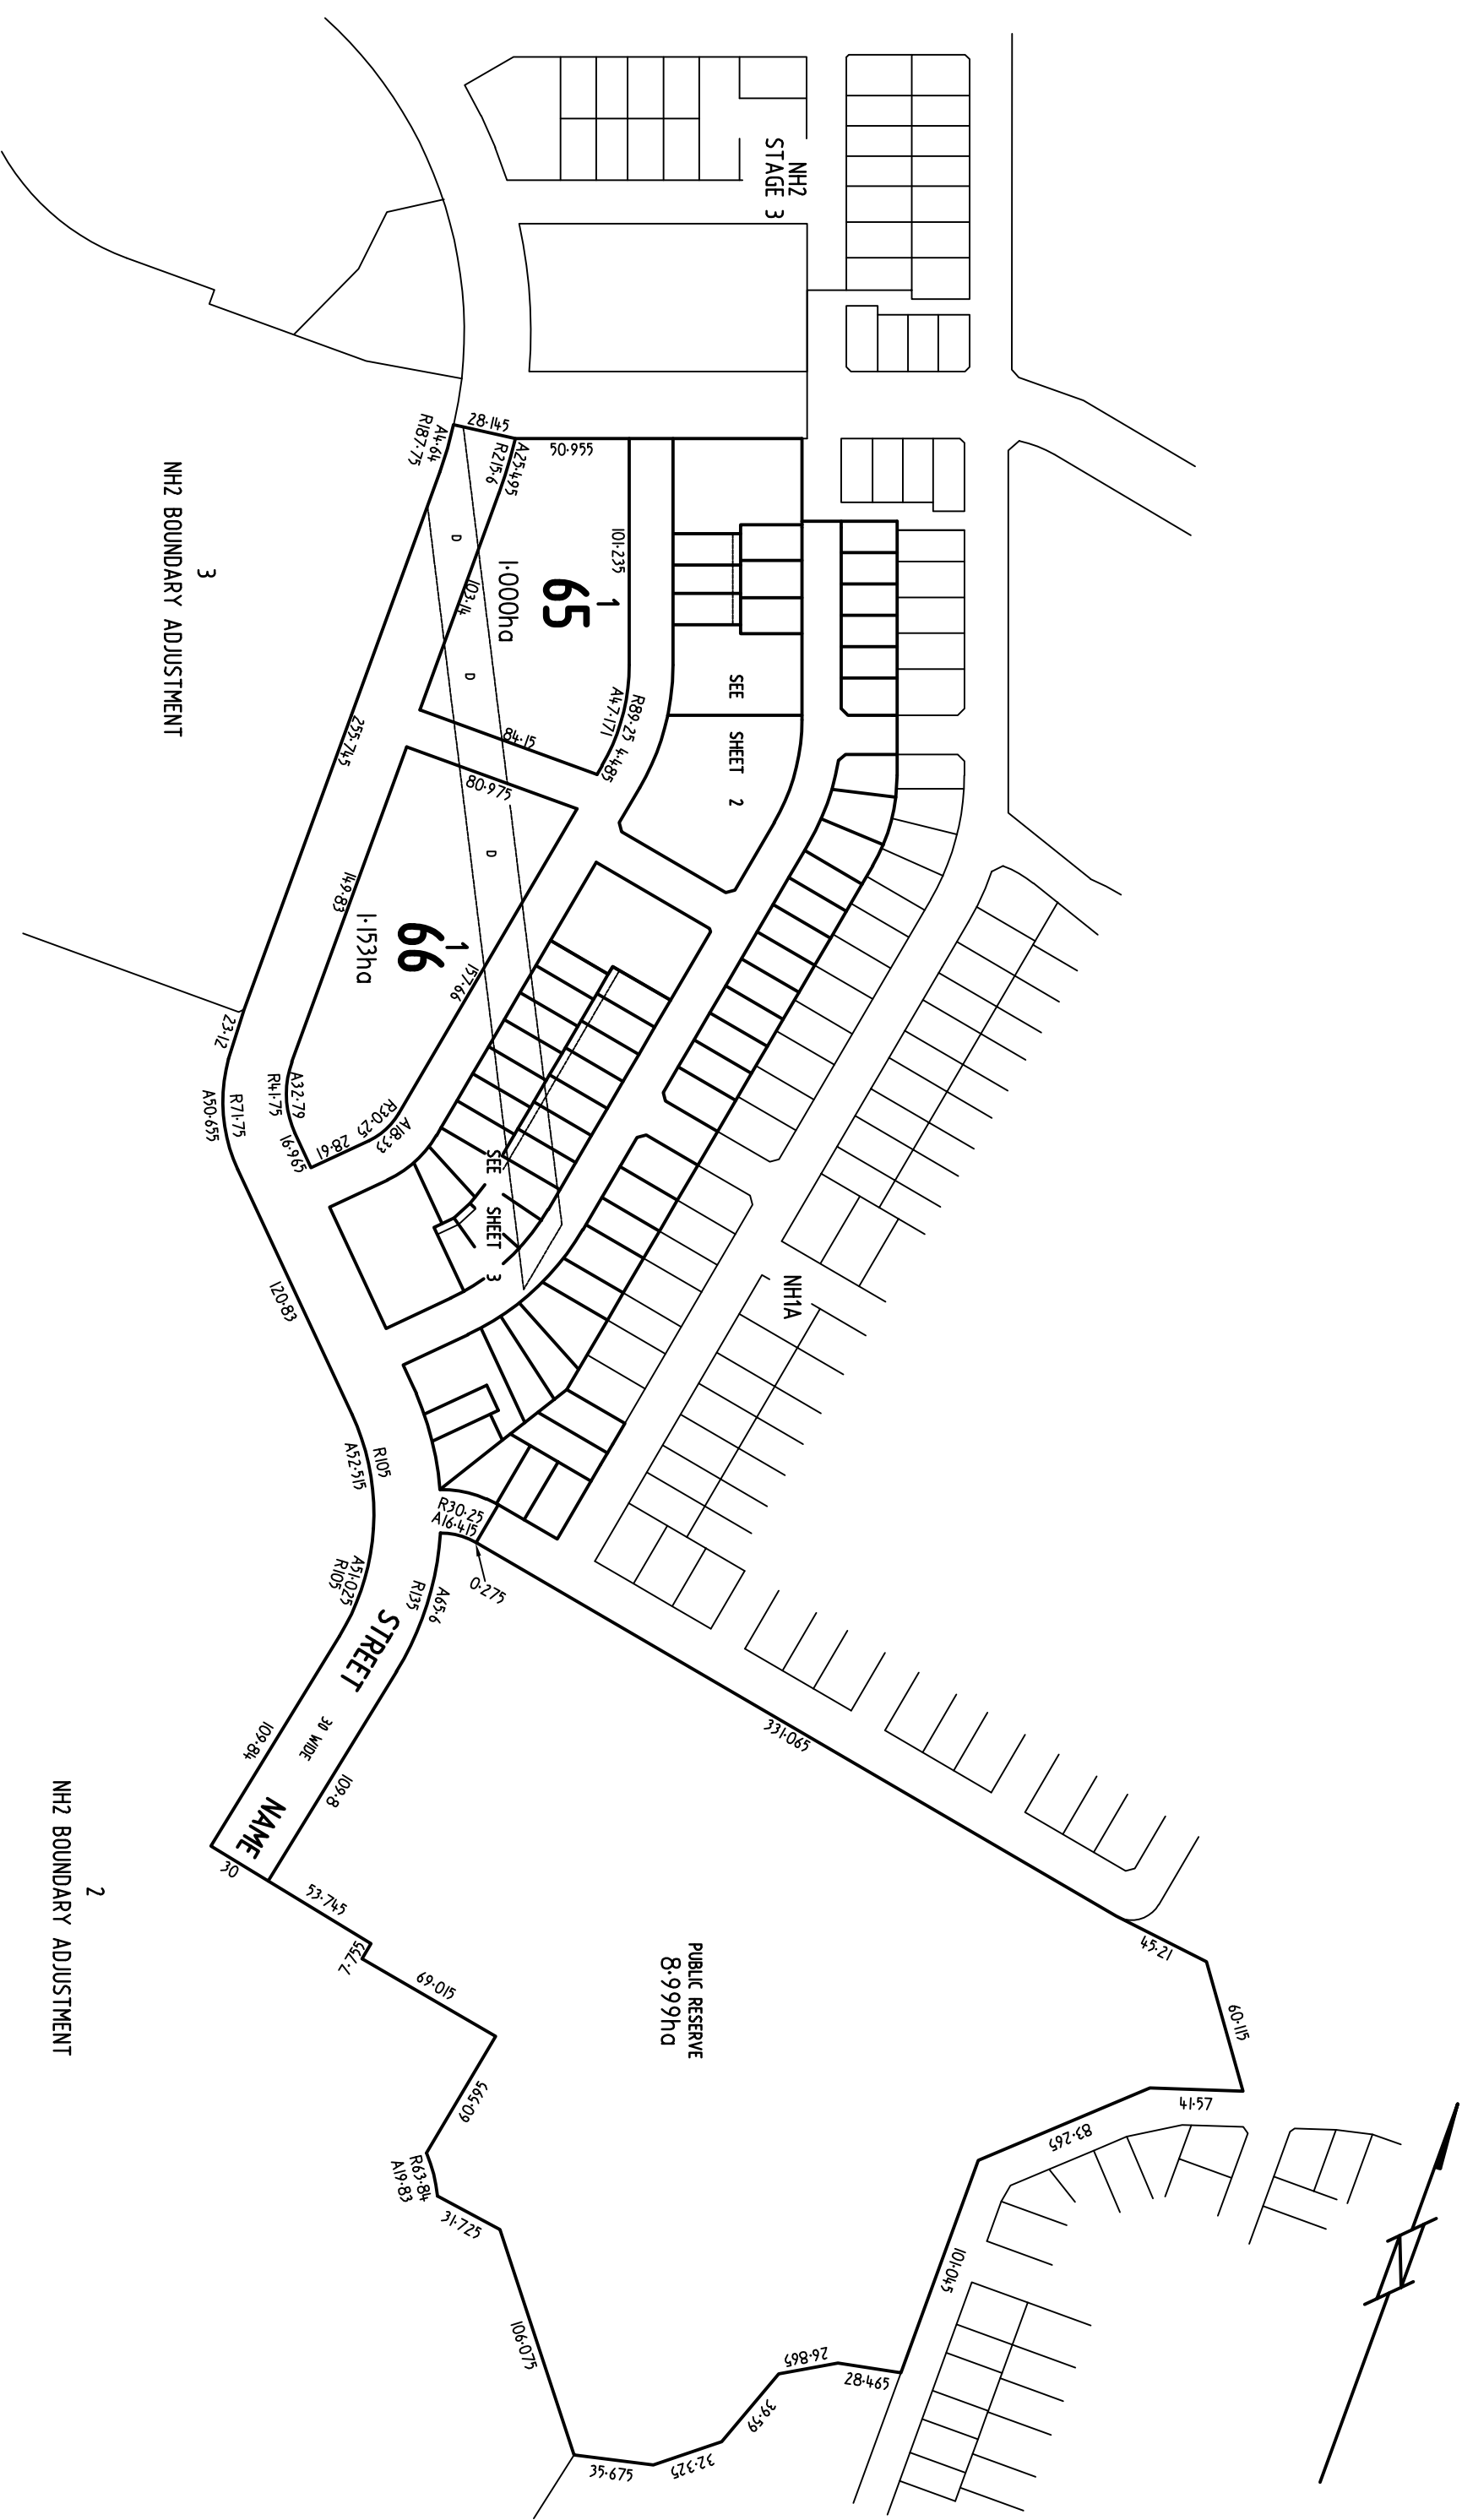 NH2
STAGE 3
28·145
A4·64
R187·75
A25·495
R215·6
50·955
101·235
1
65
1·000ha
D
103·14
D
3
NH2 BOUNDARY ADJUSTMENT
SEE SHEET 2
R89·25
A47·171
4·485
84·15
255·745
80·975
D
149·83
1
66
1·153ha
157·66
23·12
R71·75
A50·655
A32·79
R41·75
16·965
28·61
R30·25
A18·33
SEE SHEET 3
NH1A
120·83
R105
A52·515
R30·25
A16·415
0·275
A51·025
R105
A65·6
R135
STREET
30 WIDE
NAME
109·84
109·8
30
331·065
53·745
7·755
69·015
2
NH2 BOUNDARY ADJUSTMENT
PUBLIC RESERVE
8·999ha
45·21
60·115
41·57
83·265
60·595
R63·84
A19·83
31·725
101·045
106·075
28·465
26·865
39·59
32·325
35·675